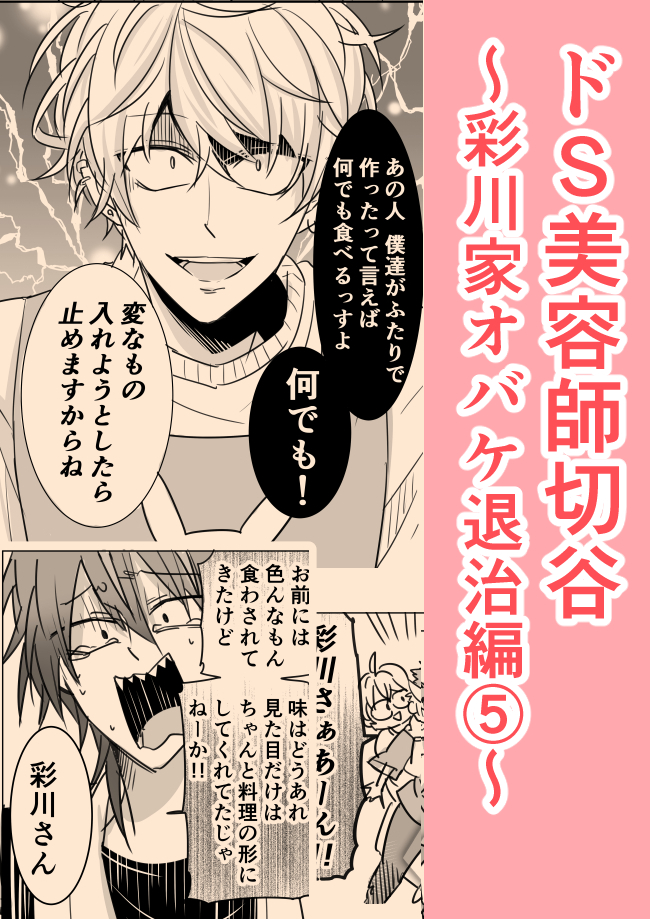 ドS美容師切谷
～彩川家オバケ退治編⑤～
あの人 僕達がふたりで
作ったって言えば
何でも食べるっすよ
何でも！
変なもの
入れようとしたら
止めますからね
彩川さぁあーん!!
お前には
色んなもん
食わされて
きたけど
味はどうあれ
見た目だけは
ちゃんと料理の形に
してくれてたじゃ
ねーか!!
彩川さん